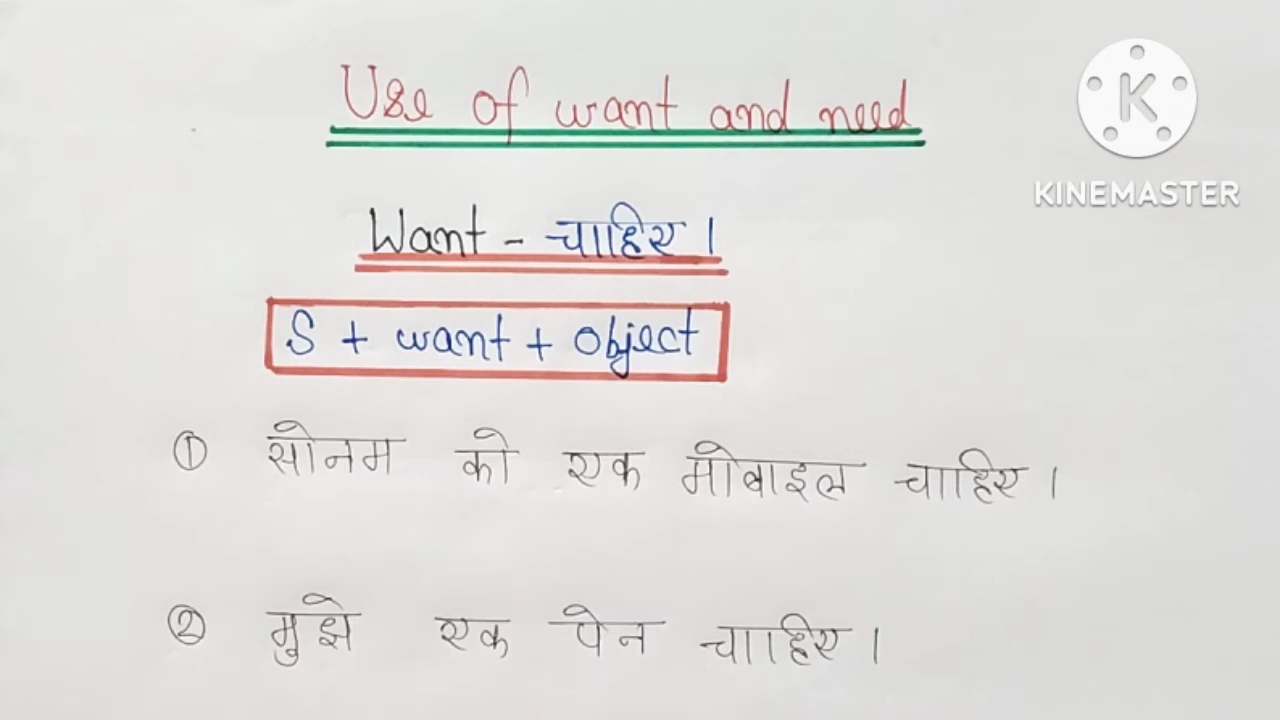 Use of want and need
K
KINEMASTER
Want - चाहिए।
S + want + object
① सोनम को एक मोबाइल चाहिए।
② मुझे एक पेन चाहिए।